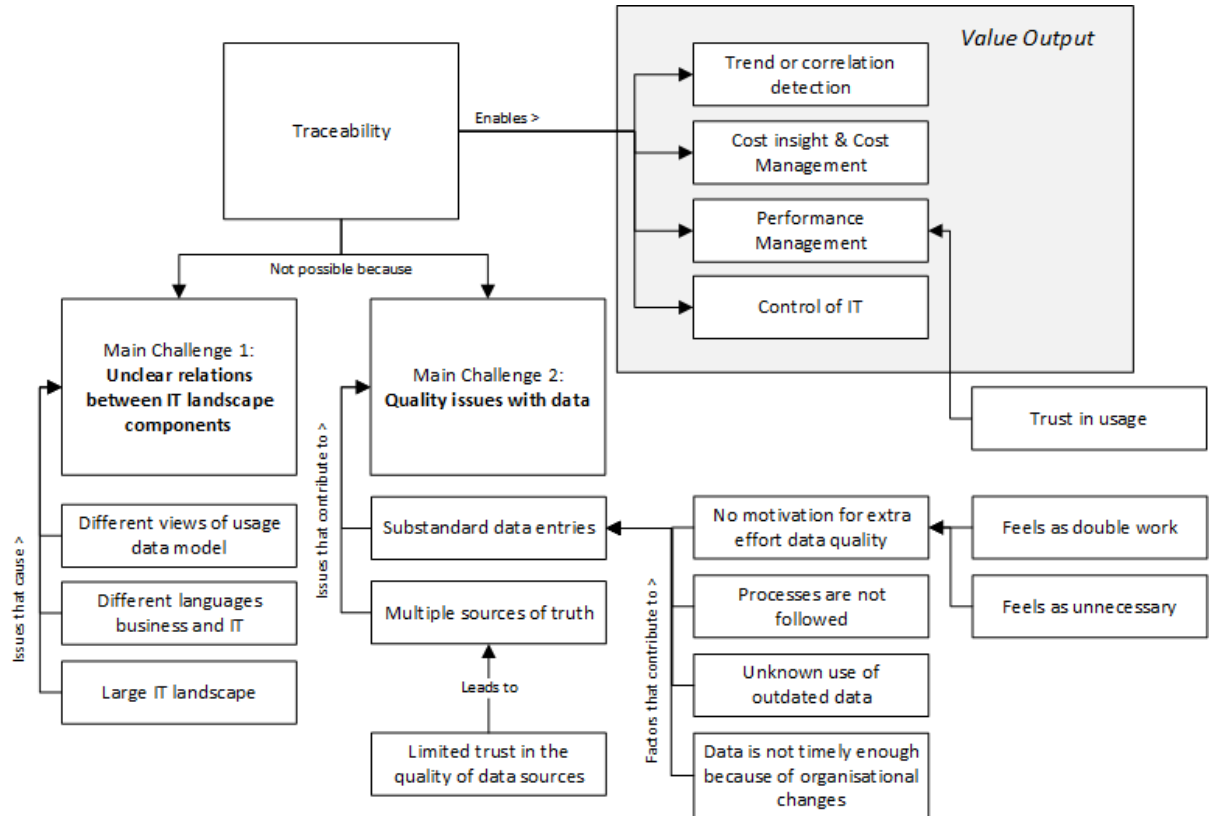 Value Output
Trend or correlation
detection
Traceability
Enables >
Cost insight & Cost
Management
Performance
Management
Not possible because
Control of IT
Main Challenge 1:
Unclear relations
between IT landscape
components
Main Challenge 2:
Quality issues with data
Trust in usage
Issues that cause >
Different views of usage
data model
Different languages
business and IT
Large IT landscape
Issues that contribute to >
Substandard data entries
Multiple sources of truth
Leads to
Limited trust in the
quality of data sources
Factors that contribute to >
No motivation for extra
effort data quality
Processes are not
followed
Unknown use of
outdated data
Data is not timely enough
because of organisational
changes
Feels as double work
Feels as unnecessary